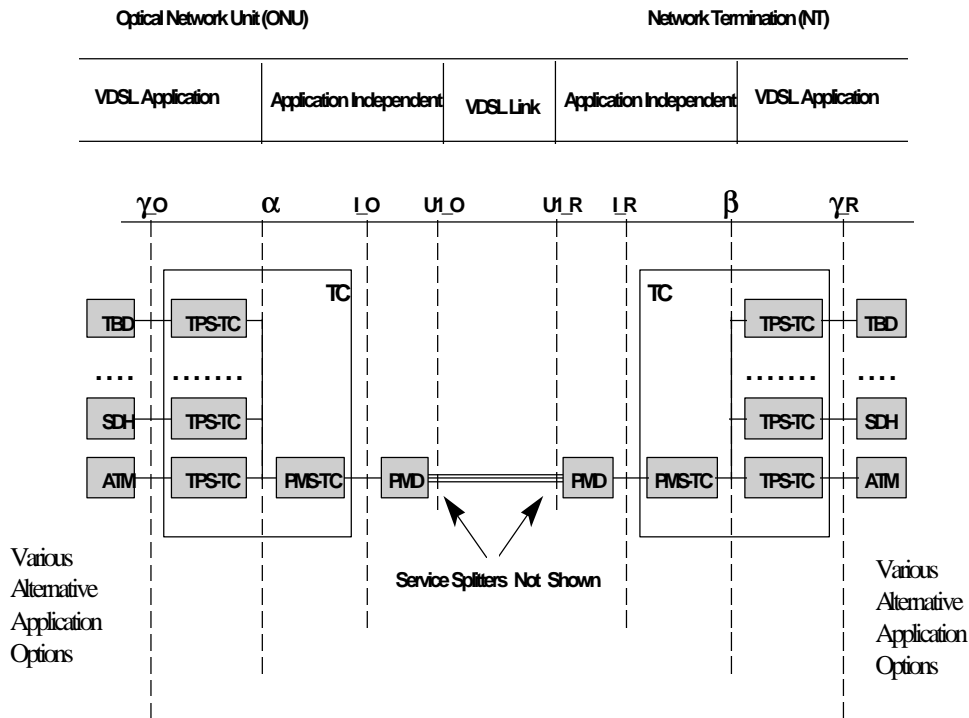 Optical Network Unit (ONU) Network Termination (NT)
VDSL Application Application Independent VDSL Link Application Independent VDSL Application
γ_O α I_O U1_O U1_R I_R β γ_R
TC TC
TBD TPS-TC TPS-TC TBD
.... ....... ....... ....
SDH TPS-TC TPS-TC SDH
ATM TPS-TC PMS-TC PMD PMD PMS-TC TPS-TC ATM
Service Splitters Not Shown
Various
Alternative
Application
Options
Various
Alternative
Application
Options